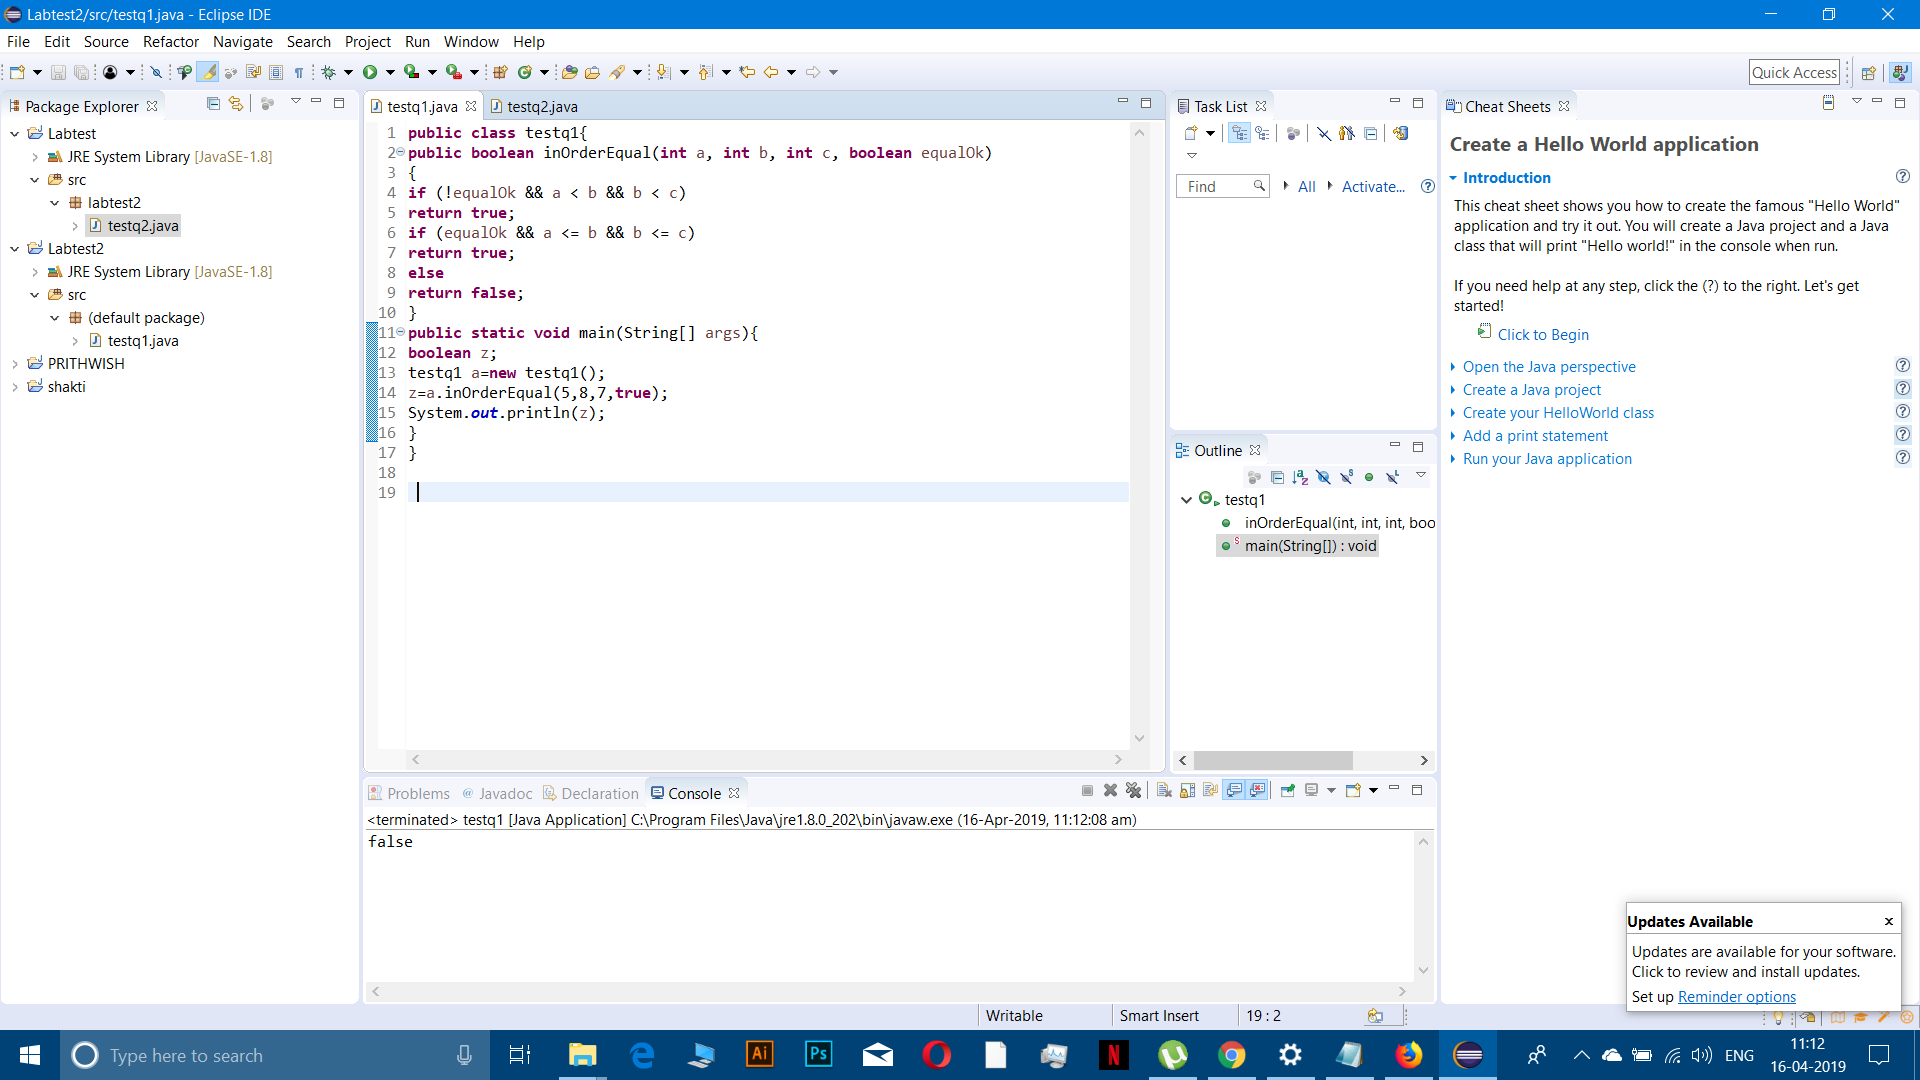 Labtest2/src/testq1.java - Eclipse IDE
File Edit Source Refactor Navigate Search Project Run Window Help
Quick Access
Package Explorer
Labtest
JRE System Library [JavaSE-1.8]
src
labtest2
testq2.java
Labtest2
JRE System Library [JavaSE-1.8]
src
(default package)
testq1.java
PRITHWISH
shakti
testq1.java testq2.java
1 public class testq1{
2 public boolean inOrderEqual(int a, int b, int c, boolean equalOk)
3 {
4 if (!equalOk && a < b && b < c)
5 return true;
6 if (equalOk && a <= b && b <= c)
7 return true;
8 else
9 return false;
10 }
11 public static void main(String[] args){
12 boolean z;
13 testq1 a=new testq1();
14 z=a.inOrderEqual(5,8,7,true);
15 System.out.println(z);
16 }
17 }
18
19
Task List
Find All Activate...
Outline
testq1
inOrderEqual(int, int, int, boo
main(String[]) : void
Cheat Sheets
Create a Hello World application
Introduction
This cheat sheet shows you how to create the famous "Hello World"
application and try it out. You will create a Java project and a Java
class that will print "Hello world!" in the console when run.
If you need help at any step, click the (?) to the right. Let's get
started!
Click to Begin
Open the Java perspective
Create a Java project
Create your HelloWorld class
Add a print statement
Run your Java application
Problems @ Javadoc Declaration Console
<terminated> testq1 [Java Application] C:\Program Files\Java\jre1.8.0_202\bin\javaw.exe (16-Apr-2019, 11:12:08 am)
false
Updates Available x
Updates are available for your software.
Click to review and install updates.
Set up Reminder options
Writable Smart Insert 19 : 2
Type here to search
Ai
Ps
N
ENG
11:12
16-04-2019